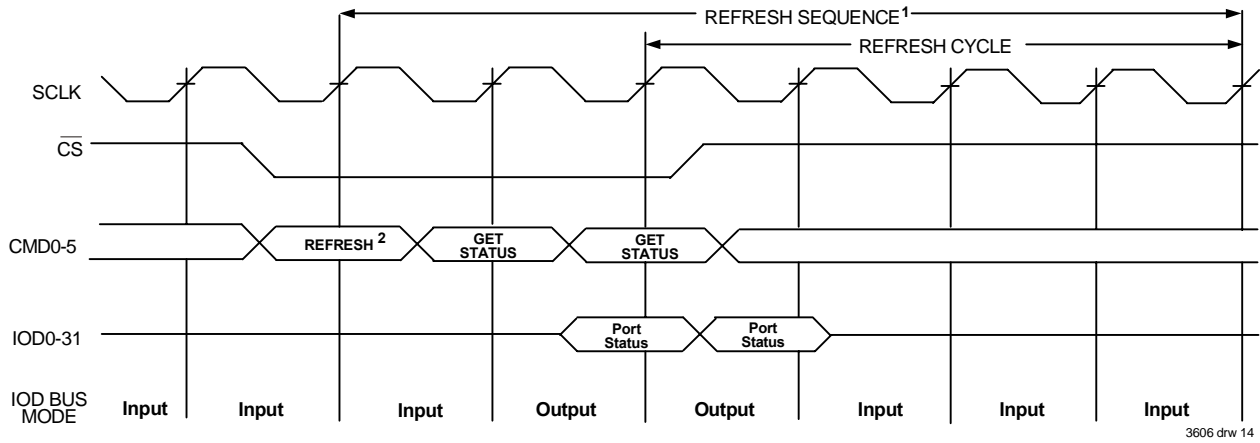 REFRESH SEQUENCE1
REFRESH CYCLE
SCLK
CS
CMD0-5
REFRESH 2
GET
STATUS
GET
STATUS
IOD0-31
Port
Status
Port
Status
IOD BUS
MODE
Input Input Input Output Output Input Input Input
3606 drw 14